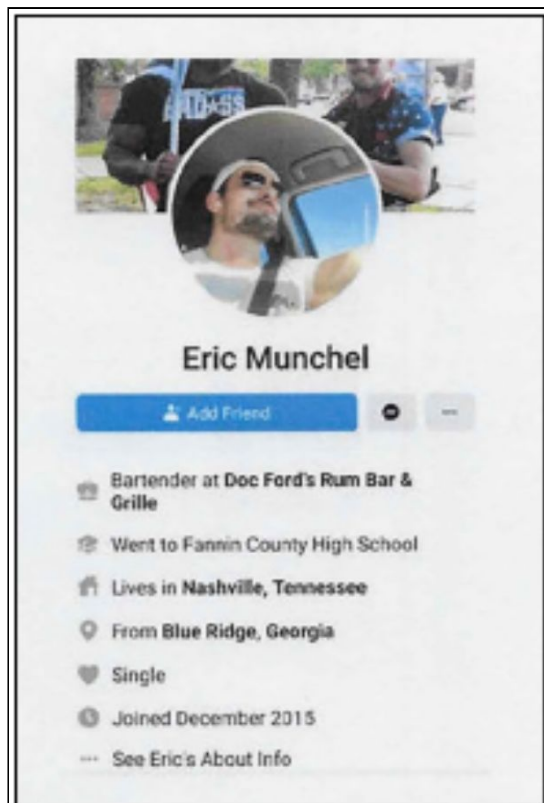 BADASS
Eric Munchel
Add Friend
Bartender at Doc Ford's Rum Bar &
Grille
Went to Fannin County High School
Lives in Nashville, Tennessee
From Blue Ridge, Georgia
Single
Joined December 2015
See Eric's About Info